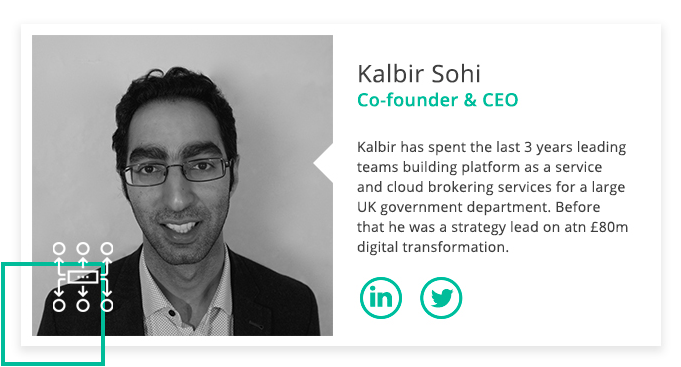 Kalbir Sohi
Co-founder & CEO
Kalbir has spent the last 3 years leading
teams building platform as a service
and cloud brokering services for a large
UK government department. Before
that he was a strategy lead on atn £80m
digital transformation.
in